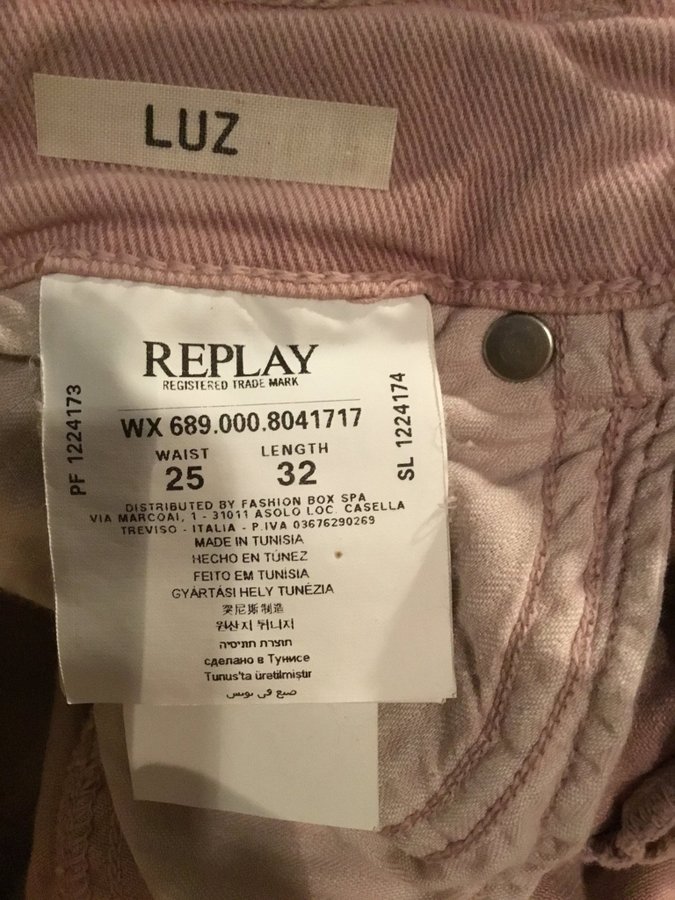 LUZ
REPLAY
REGISTERED TRADE MARK
PF 1224173
SL 1224174
WX 689.000.8041717
WAIST LENGTH
25 32
DISTRIBUTED BY FASHION BOX SPA
VIA MARCOAI, 1 - 31011 ASOLO LOC. CASELLA
TREVISO - ITALIA - P.IVA 03676290269
MADE IN TUNISIA
HECHO EN TÚNEZ
FEITO EM TUNÍSIA
GYÁRTÁSI HELY TUNÉZIA
突尼斯制造
원산지 튀니지
תוצרת תוניסיה
сделано в Тунисе
Tunus'ta üretilmiştir
صنع في تونس